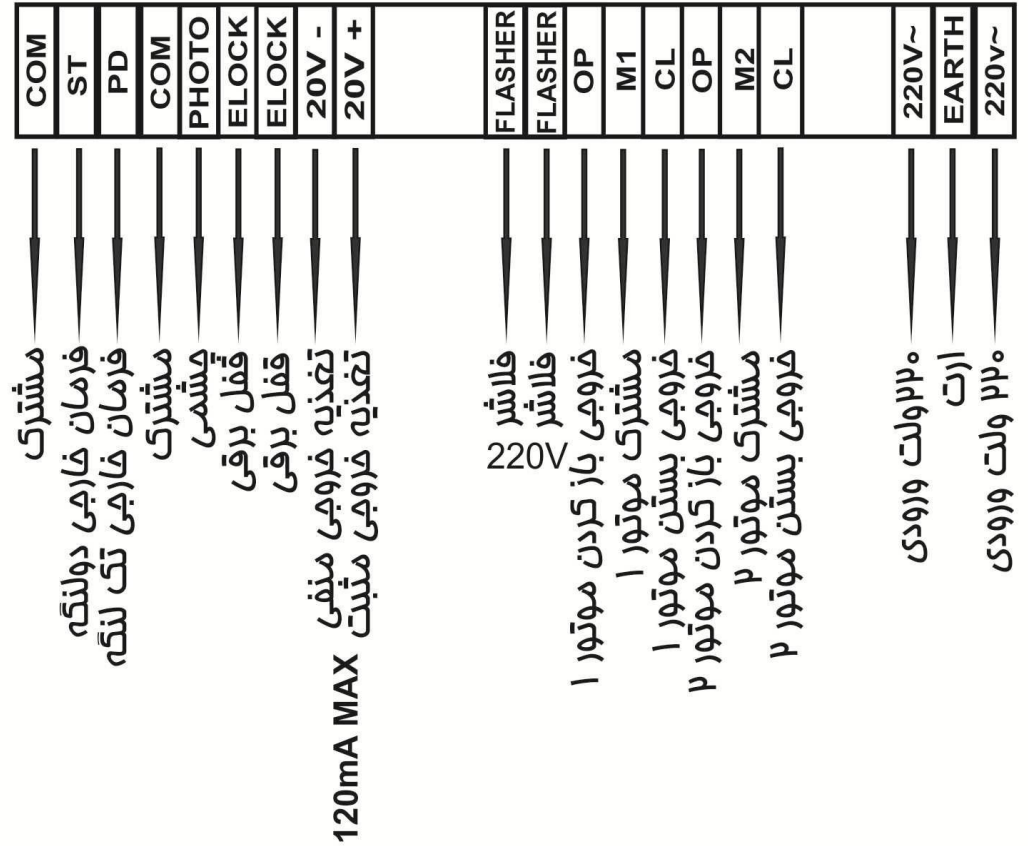 COM
ST
PD
COM
PHOTO
ELOCK
ELOCK
20V -
20V +
FLASHER
FLASHER
OP
M1
CL
OP
M2
CL
220V~
EARTH
220v~
مشترک
فرمان خارجی دولنگه
فرمان خارجی تک لنگه
مشترک
چشمی
قفل برقی
قفل برقی
تغذیه خروجی منفی
تغذیه خروجی مثبت
120mA MAX
فلاشر
فلاشر
220V
خروجی باز کردن موتور ۱
مشترک موتور ۱
خروجی بستن موتور ۱
خروجی باز کردن موتور ۲
مشترک موتور ۲
خروجی بستن موتور ۲
۲۲۰ولت ورودی
ارت
۲۲۰ ولت ورودی